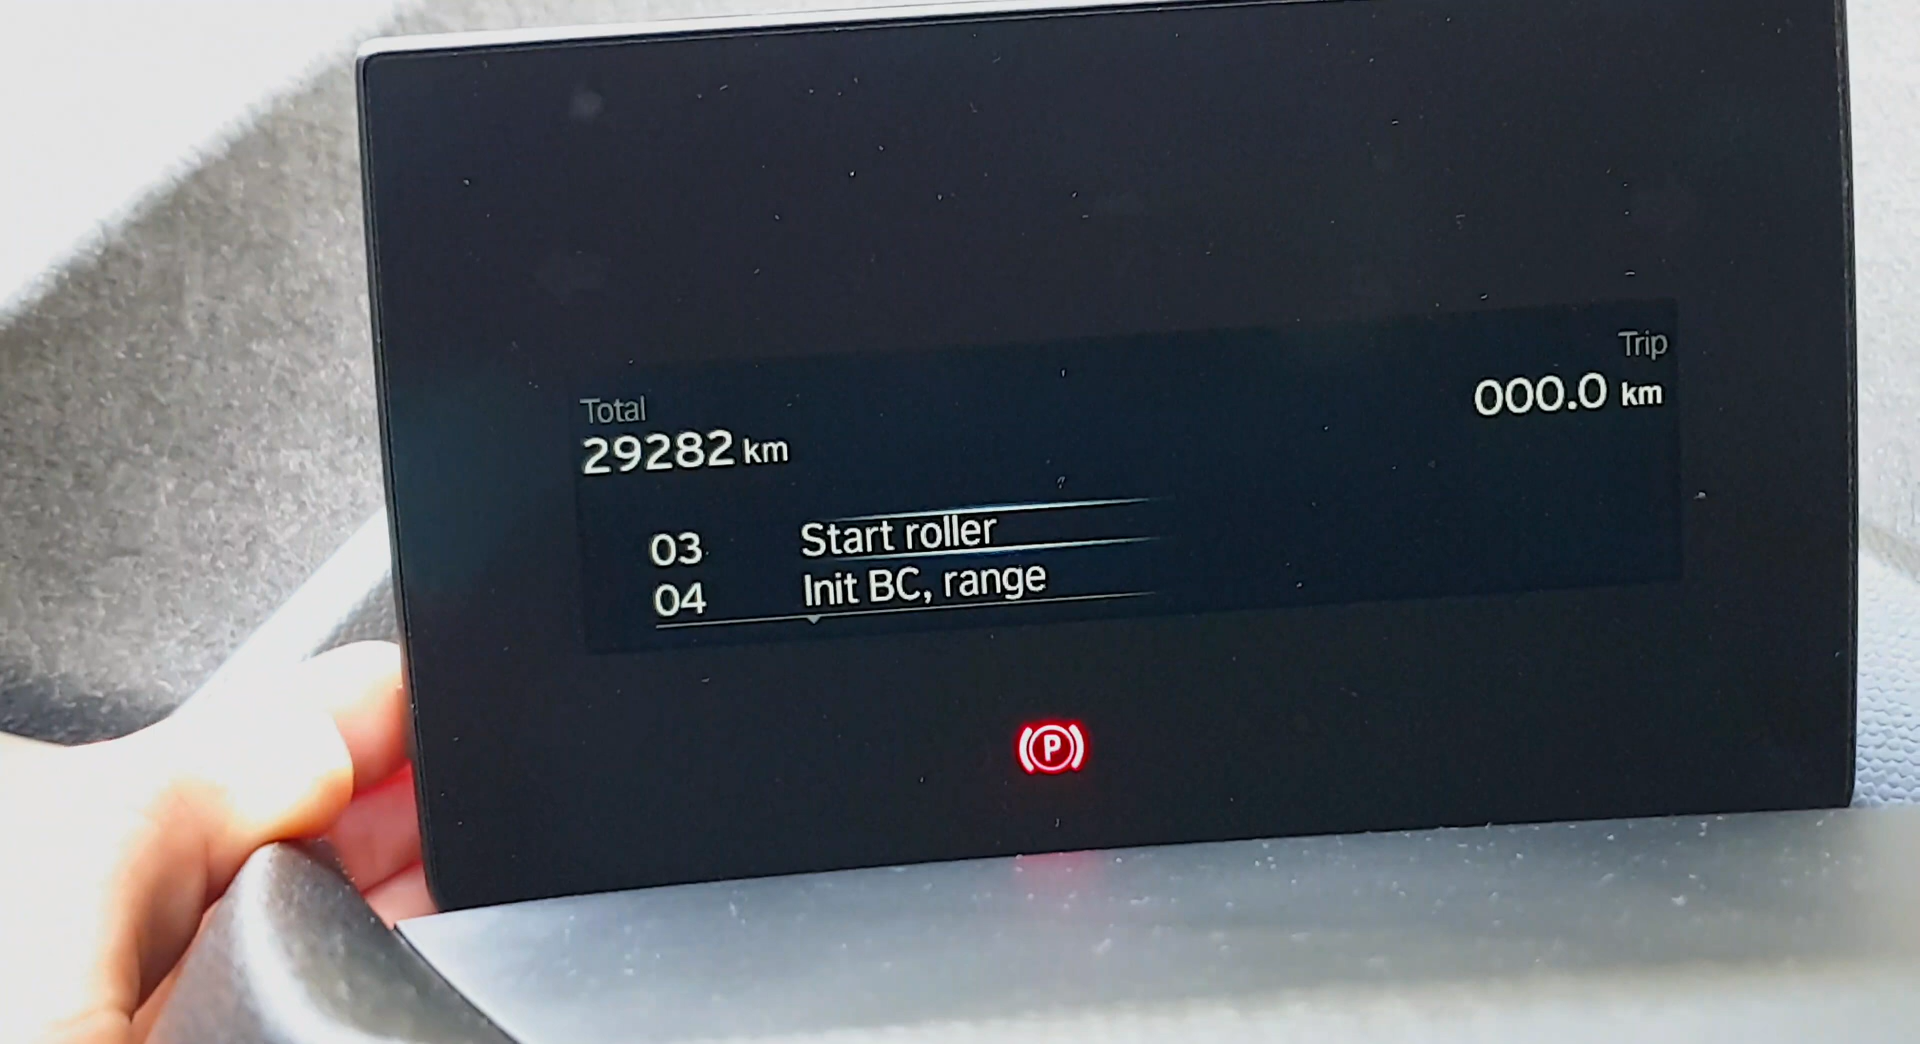 Trip
000.0 km
Total
29282 km
03 Start roller
04 Init BC, range
P